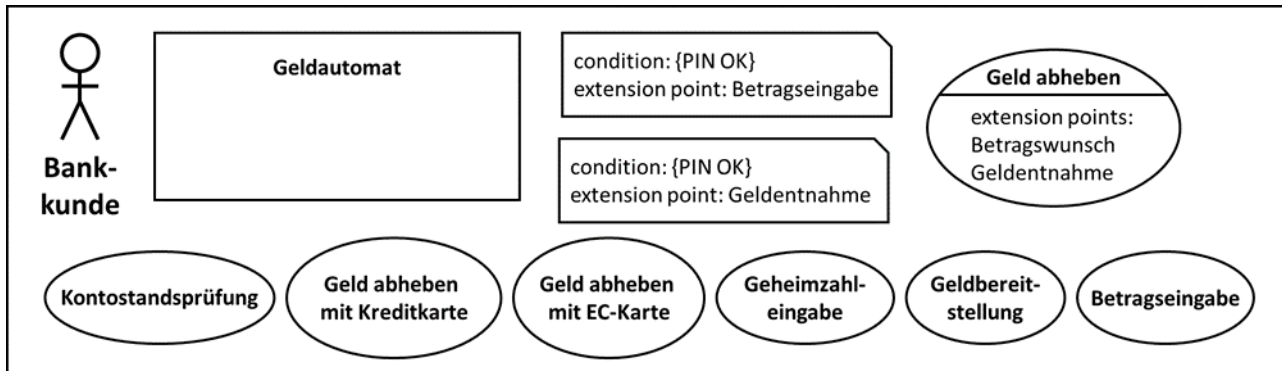 Geldautomat
condition: {PIN OK}
extension point: Betragseingabe
Geld abheben
extension points:
Betragswunsch
Geldentnahme
condition: {PIN OK}
extension point: Geldentnahme
Bank-
kunde
Kontostandsprüfung
Geld abheben
mit Kreditkarte
Geld abheben
mit EC-Karte
Geheimzahl-
eingabe
Geldbereit-
stellung
Betragseingabe